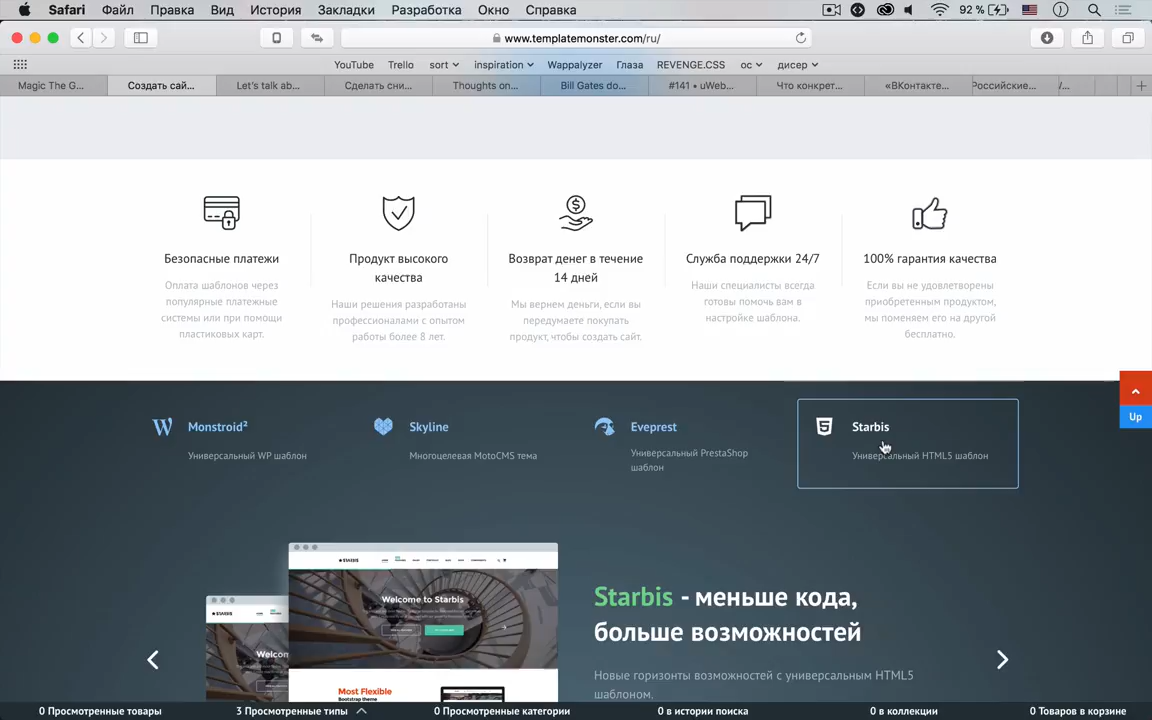 Safari Файл Правка Вид История Закладки Разработка Окно Справка 92 %
www.templatemonster.com/ru/
YouTube Trello sort inspiration Wappalyzer Глаза REVENGE.CSS ос дисер
Magic The G... Создать сай... Let's talk ab... Сделать сни... Thoughts on... Bill Gates do... #141 • uWeb... Что конкрет... «ВКонтакте... Российские...
Безопасные платежи
Оплата шаблонов через
популярные платежные
системы или при помощи
пластиковых карт.
Продукт высокого
качества
Наши решения разработаны
профессионалами с опытом
работы более 8 лет.
Возврат денег в течение
14 дней
Мы вернем деньги, если вы
передумаете покупать
продукт, чтобы создать сайт.
Служба поддержки 24/7
Наши специалисты всегда
готовы помочь вам в
настройке шаблона.
100% гарантия качества
Если вы не удовлетворены
приобретенным продуктом,
мы поменяем его на другой
бесплатно.
Up
Monstroid²
Универсальный WP шаблон
Skyline
Многоцелевая MotoCMS тема
Eveprest
Универсальный PrestaShop
шаблон
Starbis
Универсальный HTML5 шаблон
STARBIS
Welcome to Starbis
STARBIS
Welcom
Most Flexible
Bootstrap theme
Starbis - меньше кода,
больше возможностей
Новые горизонты возможностей с универсальным HTML5
шаблоном.
0 Просмотренные товары 3 Просмотренные типы 0 Просмотренные категории 0 в истории поиска 0 в коллекции 0 Товаров в корзине